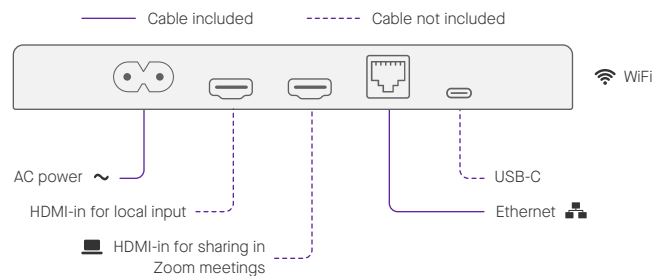 Cable included
Cable not included
WiFi
AC power
USB-C
HDMI-in for local input
Ethernet
HDMI-in for sharing in
Zoom meetings